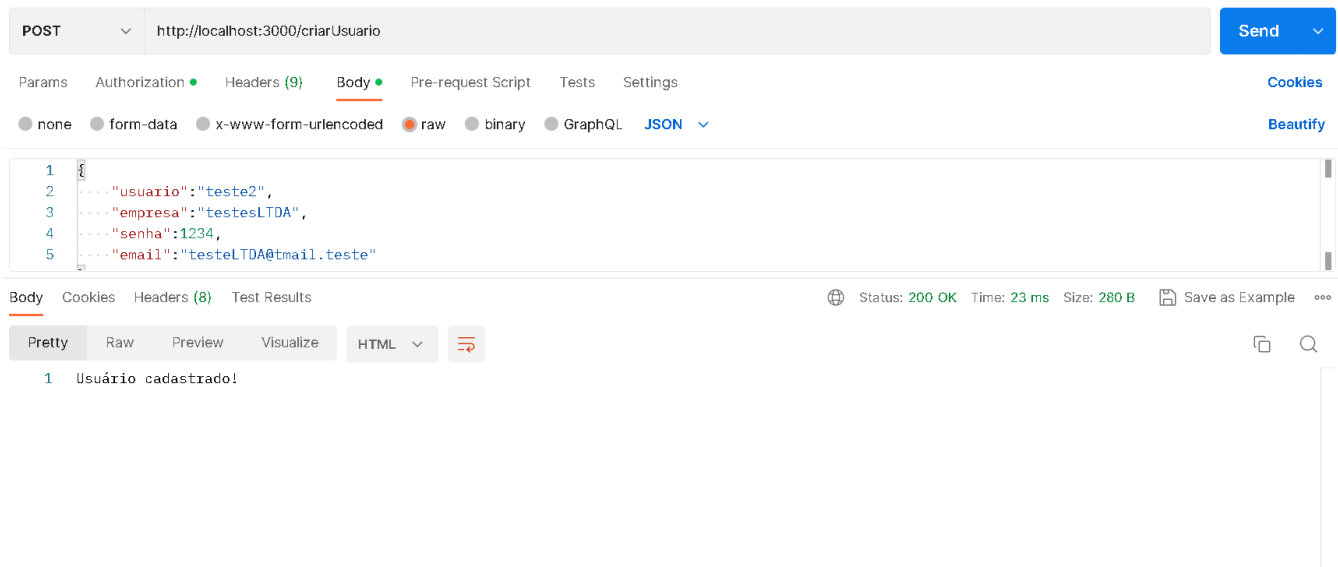 POST http://localhost:3000/criarUsuario Send
Params Authorization Headers (9) Body Pre-request Script Tests Settings Cookies
none form-data x-www-form-urlencoded raw binary GraphQL JSON Beautify
1 {
2 "usuario":"teste2",
3 "empresa":"testesLTDA",
4 "senha":1234,
5 "email":"testeLTDA@tmail.teste"
Body Cookies Headers (8) Test Results Status: 200 OK Time: 23 ms Size: 280 B Save as Example
Pretty Raw Preview Visualize HTML
1 Usuário cadastrado!